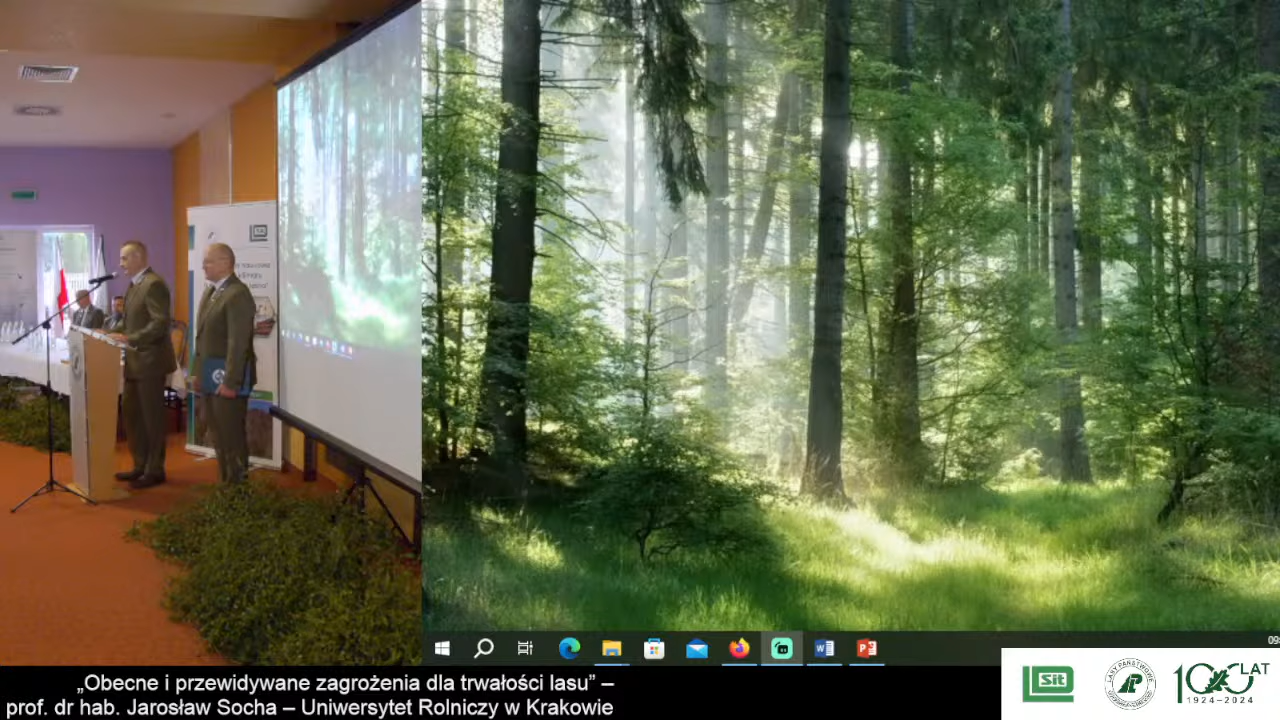 „Obecne i przewidywane zagrożenia dla trwałości lasu” –
prof. dr hab. Jarosław Socha – Uniwersytet Rolniczy w Krakowie
Sit
LASY PAŃSTWOWE
100 LAT
1924–2024
09